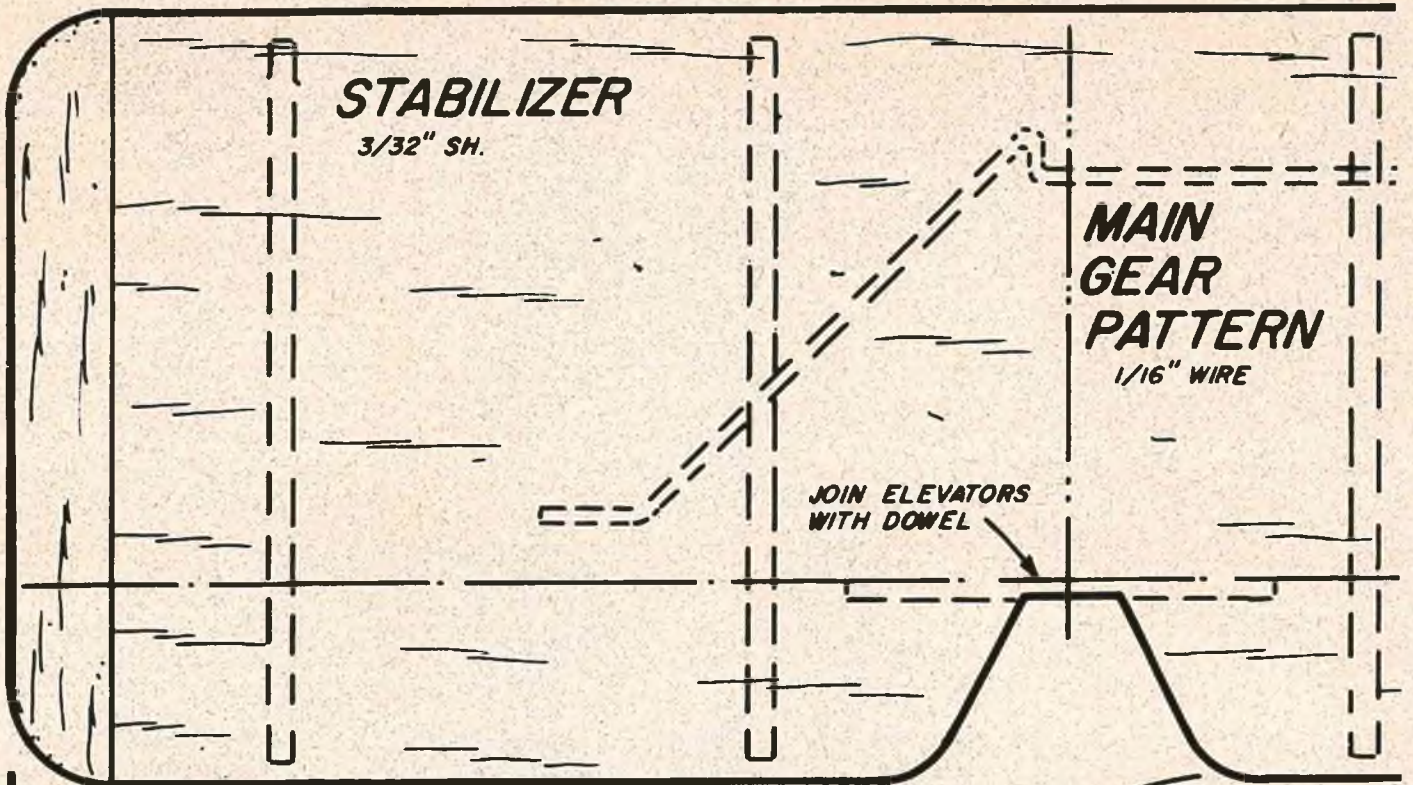 STABILIZER
3/32" SH.
MAIN
GEAR
PATTERN
1/16" WIRE
JOIN ELEVATORS
WITH DOWEL